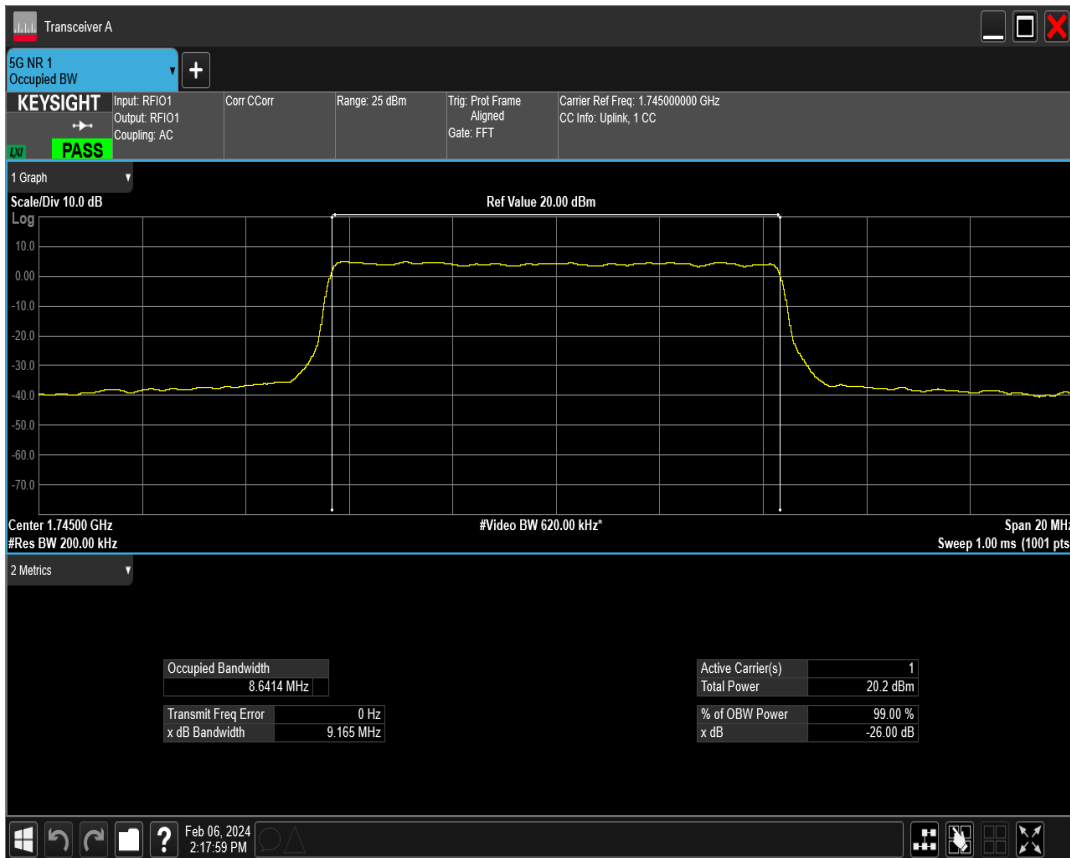 Transceiver A
5G NR 1
Occupied BW
+
KEYSIGHT
LXI
PASS
Input: RFIO1
Output: RFIO1
Coupling: AC
Corr CCorr
Range: 25 dBm
Trig: Prot Frame
Aligned
Gate: FFT
Carrier Ref Freq: 1.745000000 GHz
CC Info: Uplink, 1 CC
1 Graph
Scale/Div 10.0 dB
Ref Value 20.00 dBm
Log
10.0
0.00
-10.0
-20.0
-30.0
-40.0
-50.0
-60.0
-70.0
Center 1.74500 GHz
#Video BW 620.00 kHz*
Span 20 MHz
#Res BW 200.00 kHz
Sweep 1.00 ms (1001 pts
2 Metrics
Occupied Bandwidth
8.6414 MHz
Transmit Freq Error 0 Hz
x dB Bandwidth 9.165 MHz
Active Carrier(s) 1
Total Power 20.2 dBm
% of OBW Power 99.00 %
x dB -26.00 dB
?
Feb 06, 2024
2:17:59 PM